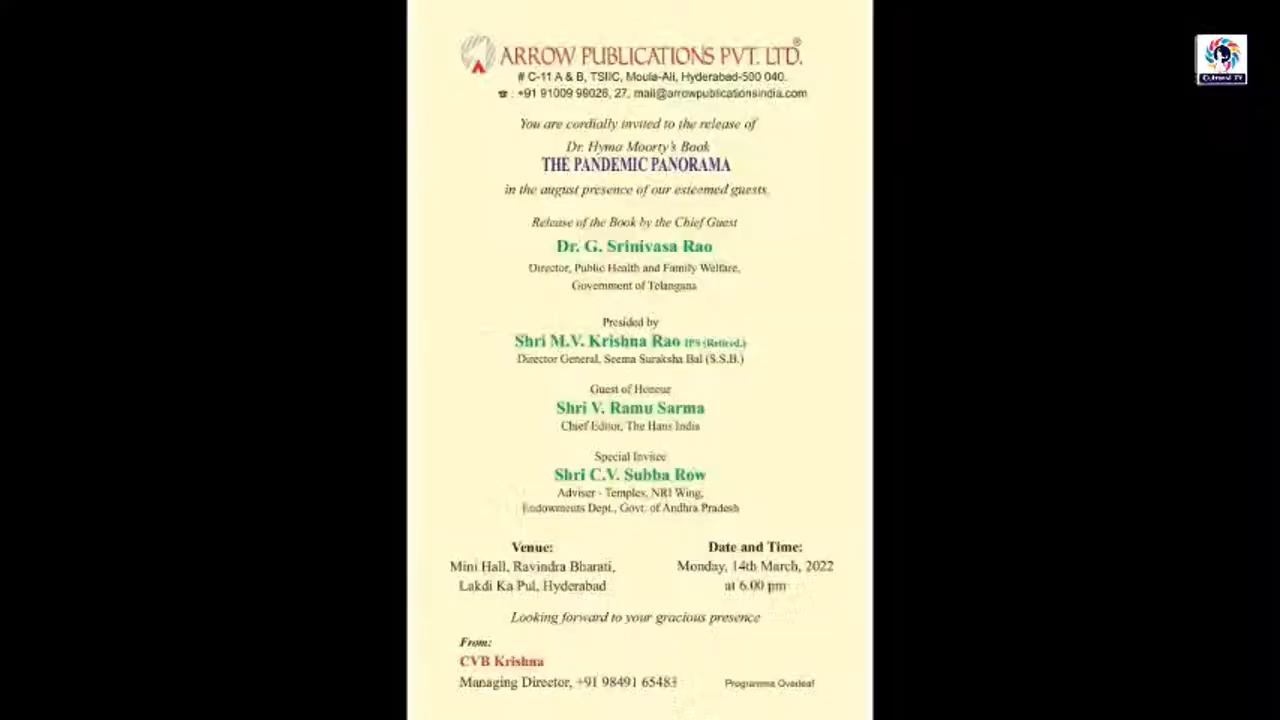 ARROW PUBLICATIONS PVT. LTD.®
# C-11 A & B, TSIIC, Moula-Ali, Hyderabad-500 040.
☎ : +91 91009 99026, 27, mail@arrowpublicationsindia.com
You are cordially invited to the release of
Dr. Hyma Moorty's Book
THE PANDEMIC PANORAMA
in the august presence of our esteemed guests.
Release of the Book by the Chief Guest
Dr. G. Srinivasa Rao
Director, Public Health and Family Welfare,
Government of Telangana
Presided by
Shri M.V. Krishna Rao IPS (Retired.)
Director General, Seema Suraksha Bal (S.S.B.)
Guest of Honour
Shri V. Ramu Sarma
Chief Editor, The Hans India
Special Invitee
Shri C.V. Subba Row
Adviser - Temples, NRI Wing,
Endowments Dept., Govt. of Andhra Pradesh
Venue:
Mini Hall, Ravindra Bharati,
Lakdi Ka Pul, Hyderabad
Date and Time:
Monday, 14th March, 2022
at 6.00 pm
Looking forward to your gracious presence
From:
CVB Krishna
Managing Director, +91 98491 65483
Programme Overleaf
Cultural TV